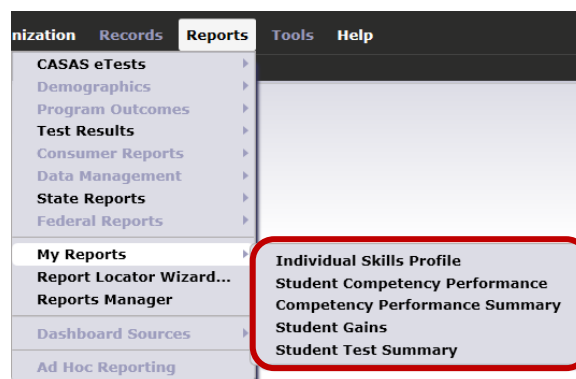 nization Records Reports Tools Help
CASAS eTests
Demographics
Program Outcomes
Test Results
Consumer Reports
Data Management
State Reports
Federal Reports
My Reports
Report Locator Wizard...
Reports Manager
Dashboard Sources
Ad Hoc Reporting
Individual Skills Profile
Student Competency Performance
Competency Performance Summary
Student Gains
Student Test Summary